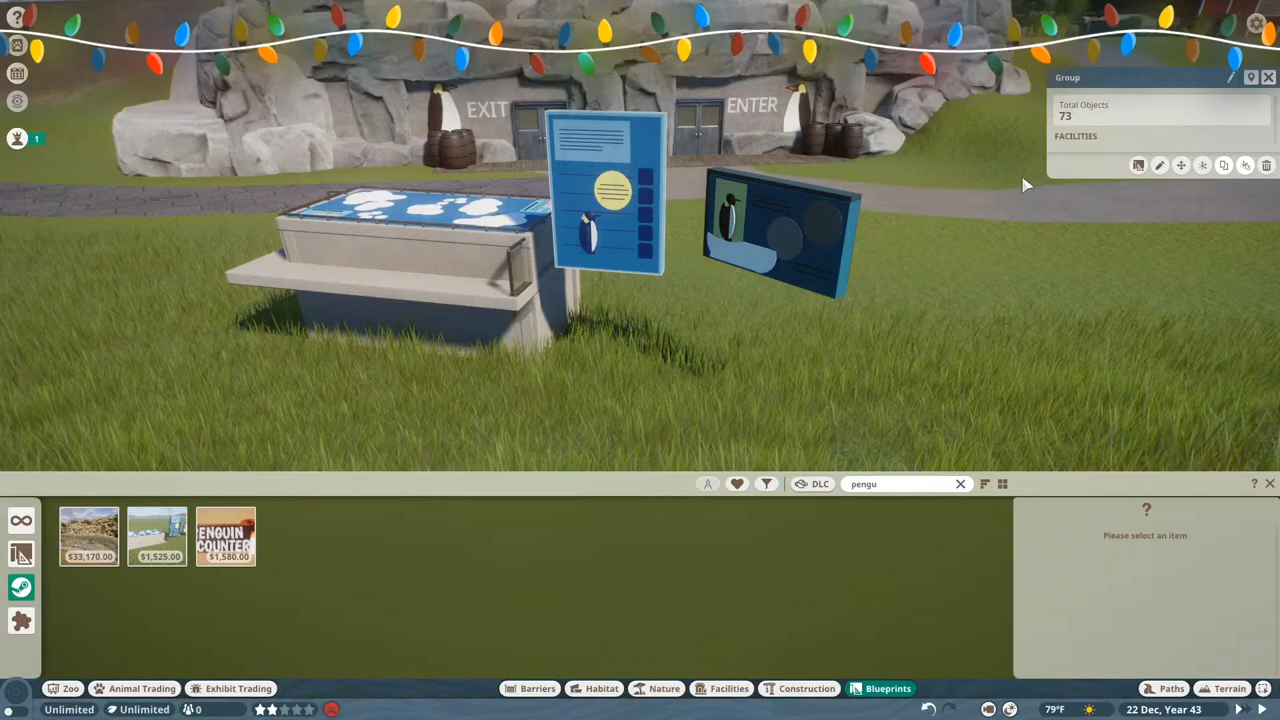 Group
Total Objects
73
FACILITIES
1
EXIT
ENTER
DLC
pengu
?
?
Please select an item
$33,170.00
$1,525.00
PENGUIN
COUNTER
$1,580.00
Zoo
Animal Trading
Exhibit Trading
Barriers
Habitat
Nature
Facilities
Construction
Blueprints
Paths
Terrain
Unlimited
Unlimited
0
79°F
22 Dec, Year 43